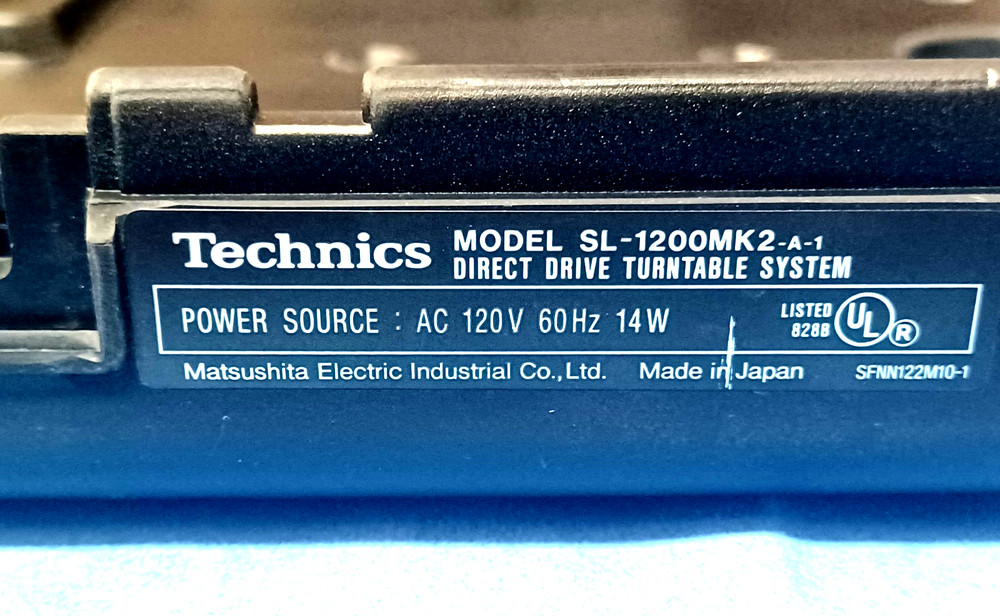 Technics MODEL SL-1200MK2-A-1
DIRECT DRIVE TURNTABLE SYSTEM
POWER SOURCE : AC 120V 60Hz 14W
LISTED
828B
UL
R
Matsushita Electric Industrial Co.,Ltd. Made in Japan SFNN122M10-1